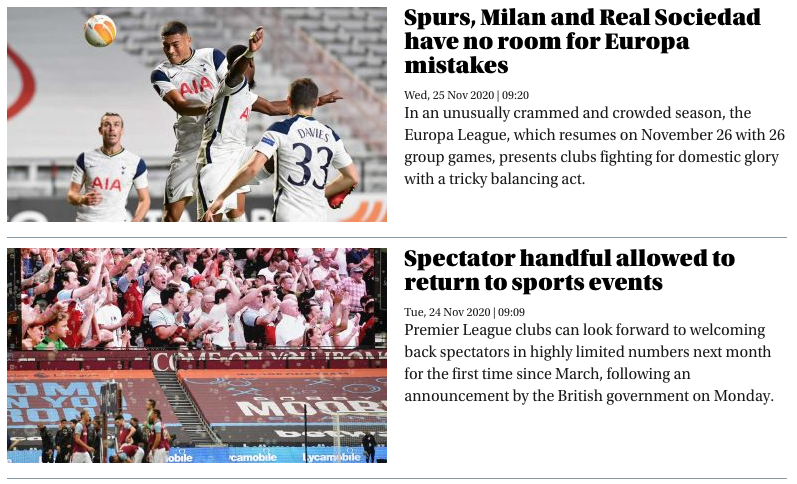 Spurs, Milan and Real Sociedad
have no room for Europa
mistakes
Wed, 25 Nov 2020 | 09:20
In an unusually crammed and crowded season, the
Europa League, which resumes on November 26 with 26
group games, presents clubs fighting for domestic glory
with a tricky balancing act.
AIA
AIA
DAVIES
33
Spectator handful allowed to
return to sports events
Tue, 24 Nov 2020 | 09:09
Premier League clubs can look forward to welcoming
back spectators in highly limited numbers next month
for the first time since March, following an
announcement by the British government on Monday.
COME ON YOU IRON